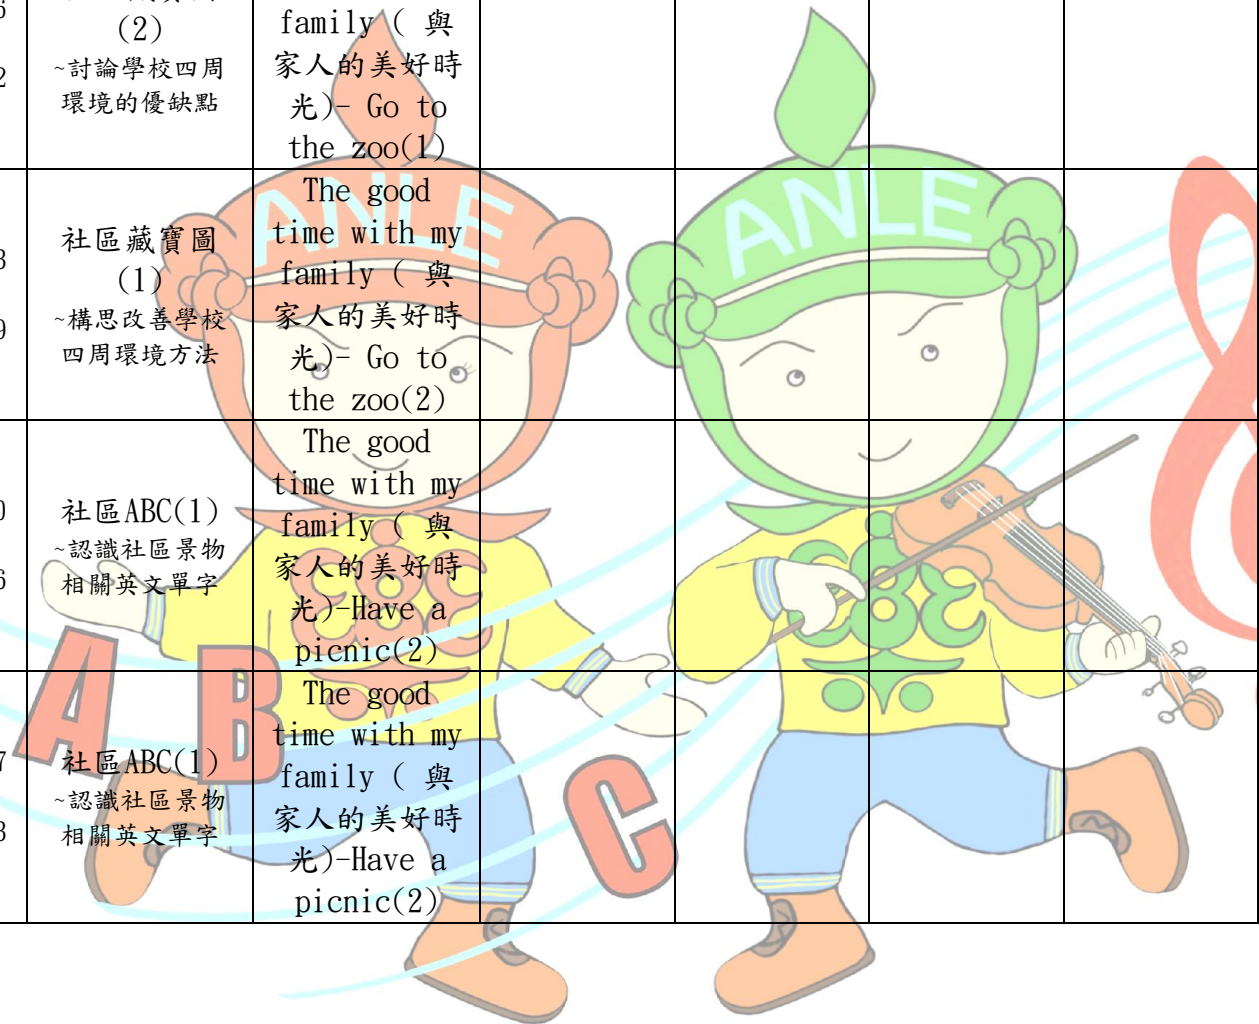 (2)
~討論學校四周
環境的優缺點
family( 與
家人的美好時
光)- Go to
the zoo(1)
社區藏寶圖
(1)
~構思改善學校
四周環境方法
The good
time with my
family( 與
家人的美好時
光)- Go to
the zoo(2)
社區ABC(1)
~認識社區景物
相關英文單字
The good
time with my
family( 與
家人的美好時
光)-Have a
picnic(2)
社區ABC(1)
~認識社區景物
相關英文單字
The good
time with my
family( 與
家人的美好時
光)-Have a
picnic(2)
ANLE
ANLE
A B C